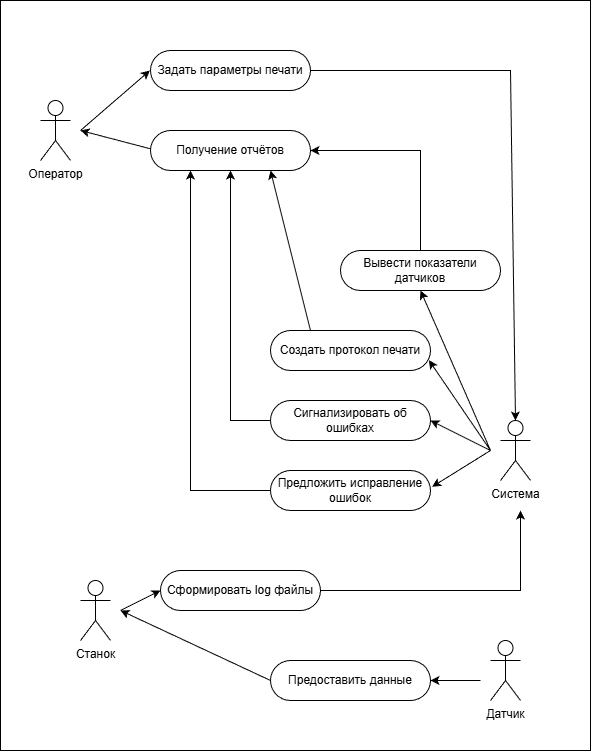 Задать параметры печати
Оператор
Получение отчётов
Вывести показатели
датчиков
Создать протокол печати
Сигнализировать об
ошибках
Предложить исправление
ошибок
Система
Сформировать log файлы
Станок
Предоставить данные
Датчик